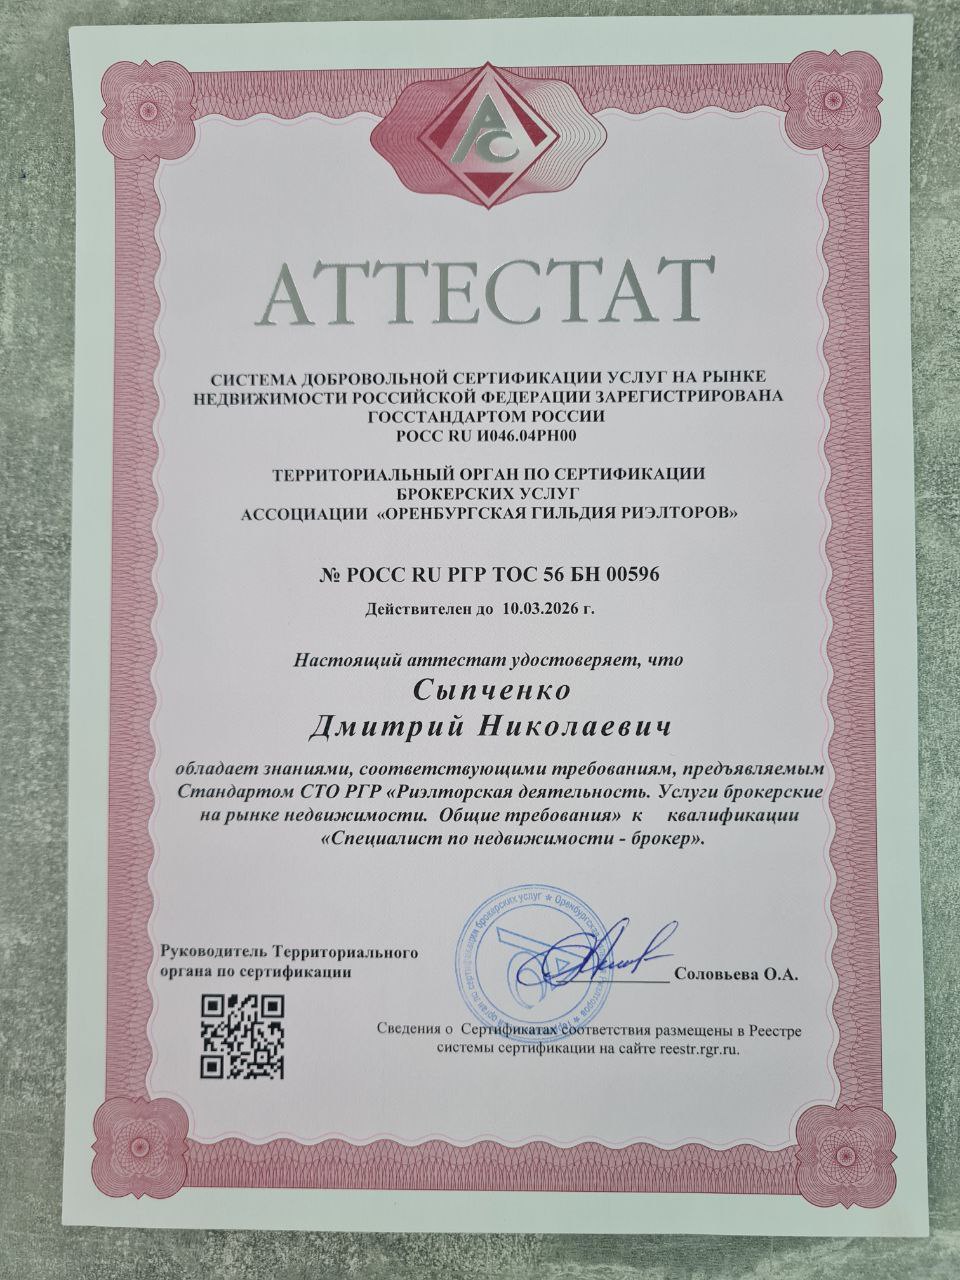 АС
АТТЕСТАТ
СИСТЕМА ДОБРОВОЛЬНОЙ СЕРТИФИКАЦИИ УСЛУГ НА РЫНКЕ
НЕДВИЖИМОСТИ РОССИЙСКОЙ ФЕДЕРАЦИИ ЗАРЕГИСТРИРОВАНА
ГОССТАНДАРТОМ РОССИИ
РОСС RU И046.04РН00
ТЕРРИТОРИАЛЬНЫЙ ОРГАН ПО СЕРТИФИКАЦИИ
БРОКЕРСКИХ УСЛУГ
АССОЦИАЦИИ «ОРЕНБУРГСКАЯ ГИЛЬДИЯ РИЭЛТОРОВ»
№ РОСС RU РГР ТОС 56 БН 00596
Действителен до 10.03.2026 г.
Настоящий аттестат удостоверяет, что
Сыпченко
Дмитрий Николаевич
обладает знаниями, соответствующими требованиям, предъявляемым
Стандартом СТО РГР «Риэлторская деятельность. Услуги брокерские
на рынке недвижимости. Общие требования» к квалификации
«Специалист по недвижимости - брокер».
Руководитель Территориального
органа по сертификации
Соловьева О.А.
Сведения о Сертификатах соответствия размещены в Реестре
системы сертификации на сайте reestr.rgr.ru.